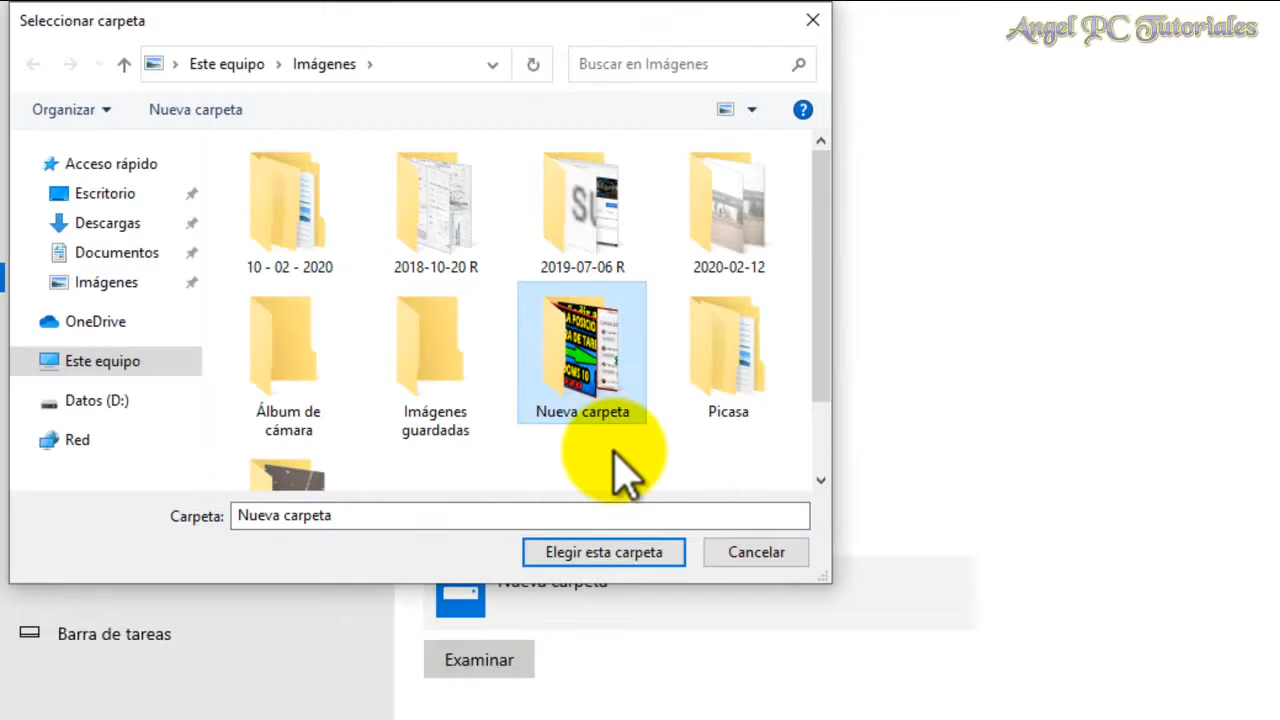 Seleccionar carpeta
Angel PC Tutoriales
Este equipo > Imágenes >
Buscar en Imágenes
Organizar
Nueva carpeta
Acceso rápido
Escritorio
Descargas
Documentos
Imágenes
OneDrive
Este equipo
Datos (D:)
Red
10 - 02 - 2020
2018-10-20 R
2019-07-06 R
2020-02-12
Álbum de
cámara
Imágenes
guardadas
Nueva carpeta
Picasa
Carpeta: Nueva carpeta
Elegir esta carpeta
Cancelar
Nueva carpeta
Barra de tareas
Examinar